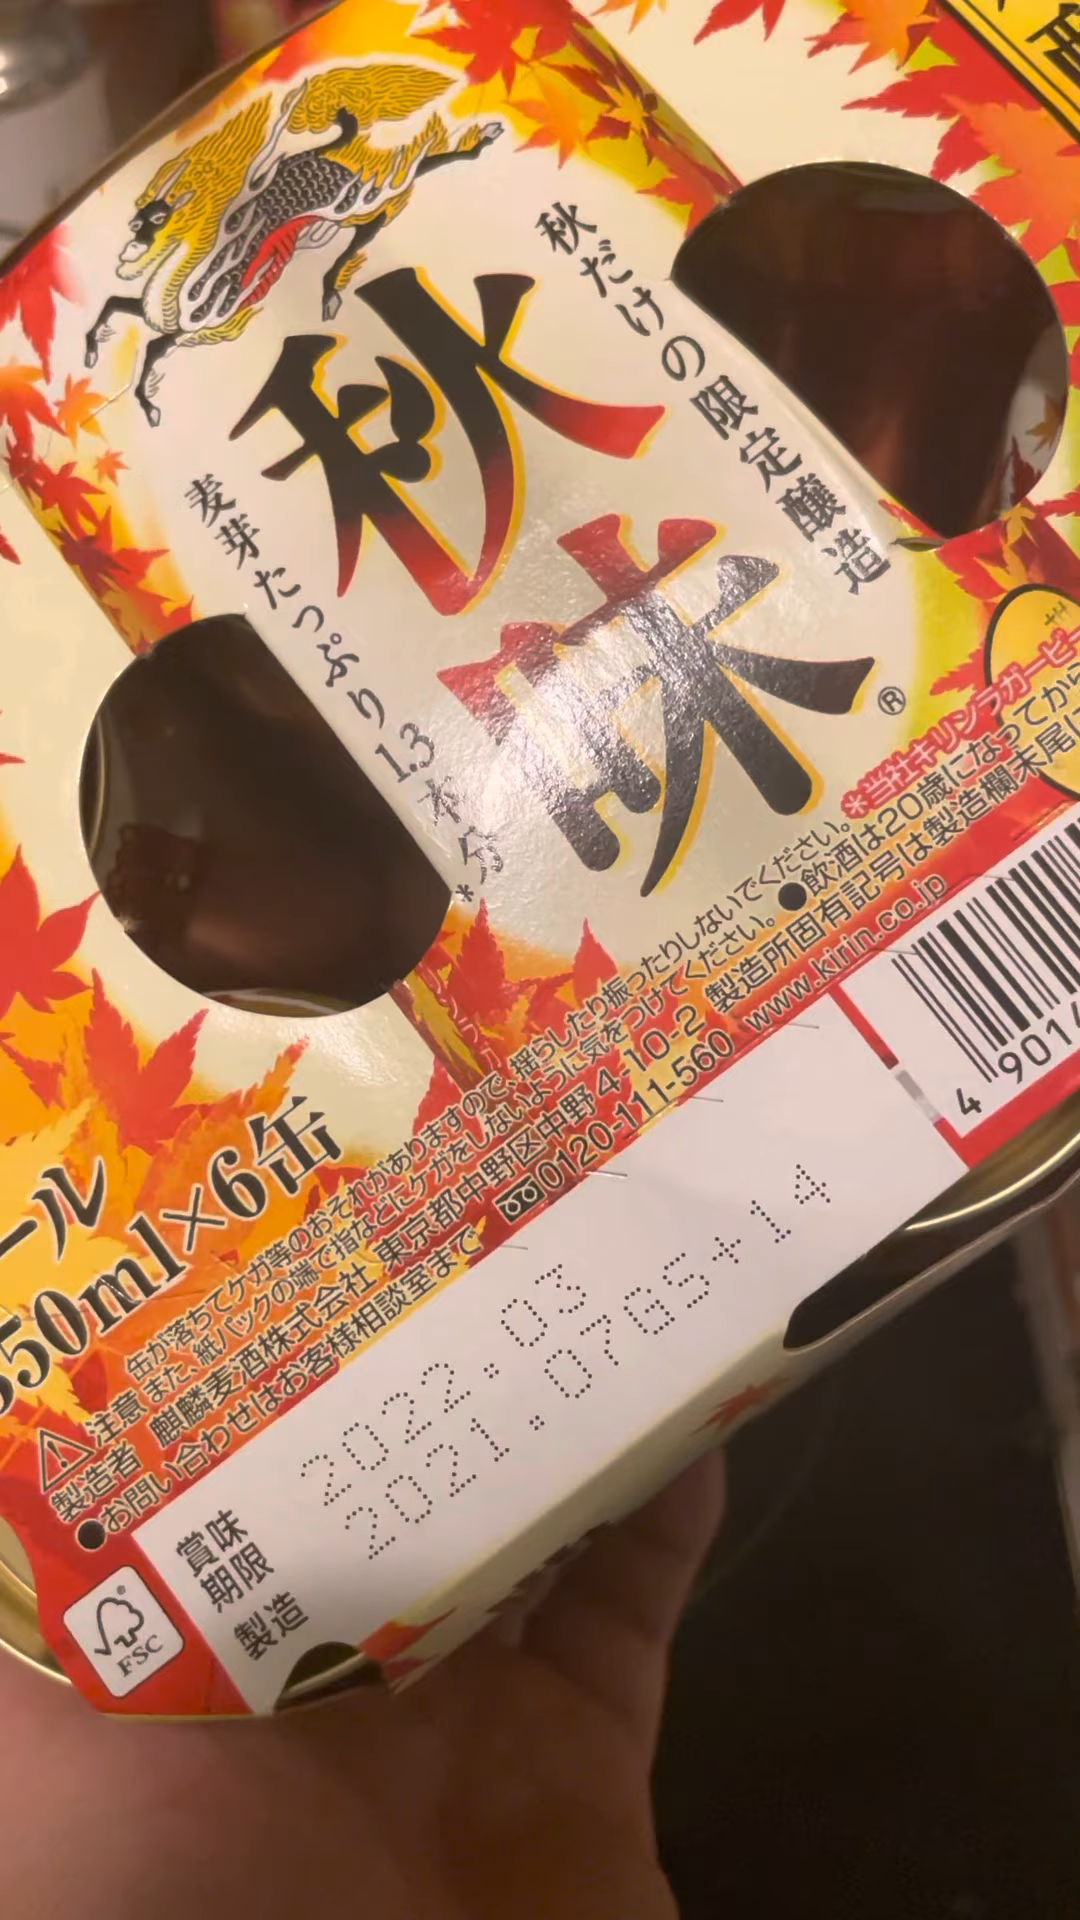 秋だけの限定醸造
秋味
®
麦芽たっぷり1.3本分*
ール
350ml×6缶
*当社キリンラガービー
缶が落ちてケガ等のおそれがありますので、揺らしたり振ったりしないでください。
注意 また、紙パックの端で指などにケガをしないように気をつけてください。●飲酒は20歳になってから
製造者 麒麟麦酒株式会社 東京都中野区中野4-10-2 製造所固有記号は製造欄末尾に
●お問い合わせはお客様相談室まで 0120-111-560 www.kirin.co.jp
4 901
賞味期限 2022.03
製造 2021.07
+14
FSC